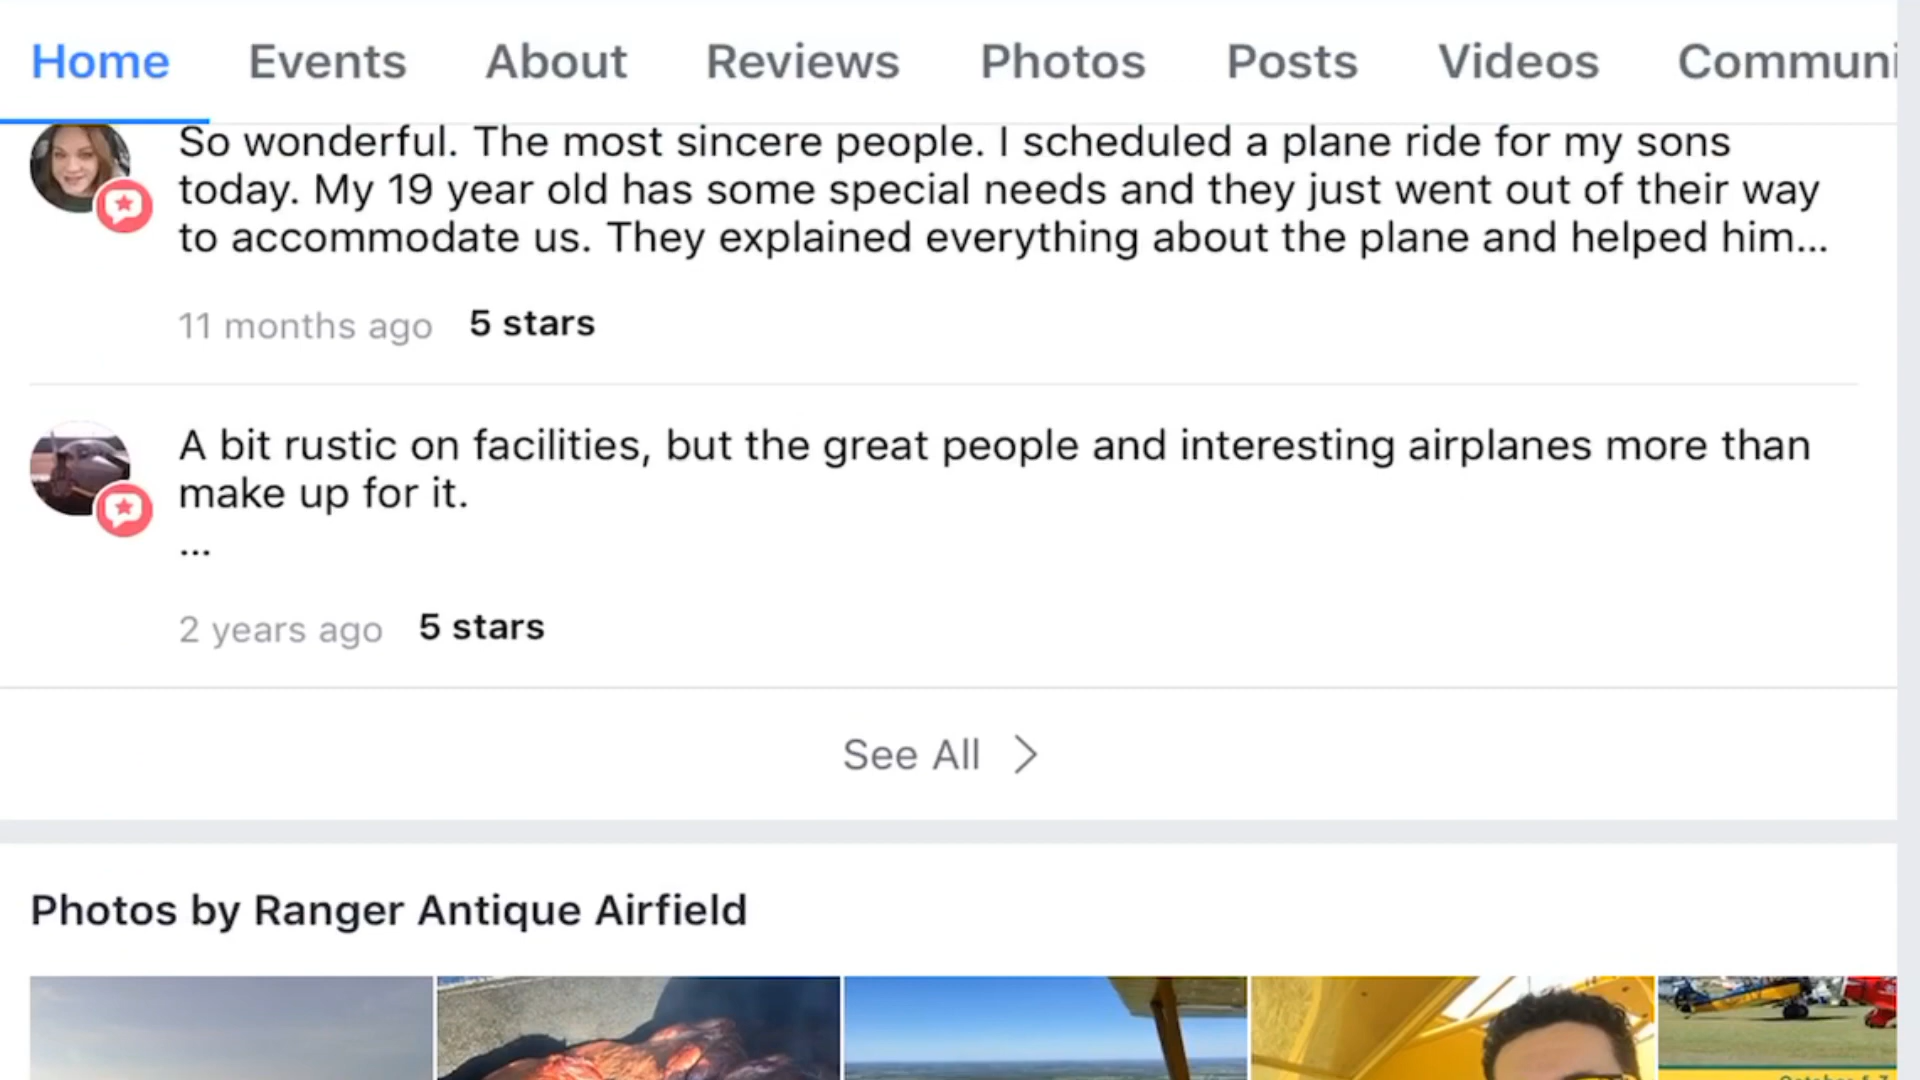 Home Events About Reviews Photos Posts Videos Communi
So wonderful. The most sincere people. I scheduled a plane ride for my sons
today. My 19 year old has some special needs and they just went out of their way
to accommodate us. They explained everything about the plane and helped him...
11 months ago 5 stars
A bit rustic on facilities, but the great people and interesting airplanes more than
make up for it.
...
2 years ago 5 stars
See All
Photos by Ranger Antique Airfield